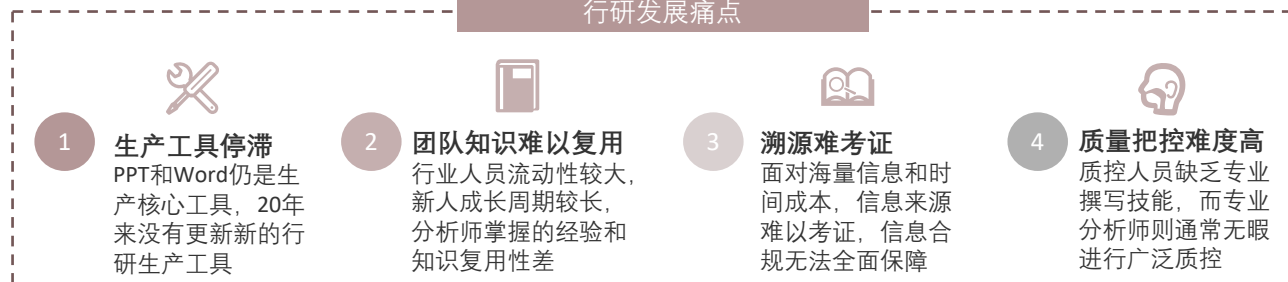 行研发展痛点
1
生产工具停滞
PPT和Word仍是生
产核心工具，20年
来没有更新新的行
研生产工具
2
团队知识难以复用
行业人员流动性较大，
新人成长周期较长，
分析师掌握的经验和
知识复用性差
3
溯源难考证
面对海量信息和时
间成本，信息来源
难以考证，信息合
规无法全面保障
4
质量把控难度高
质控人员缺乏专业
撰写技能，而专业
分析师则通常无暇
进行广泛质控